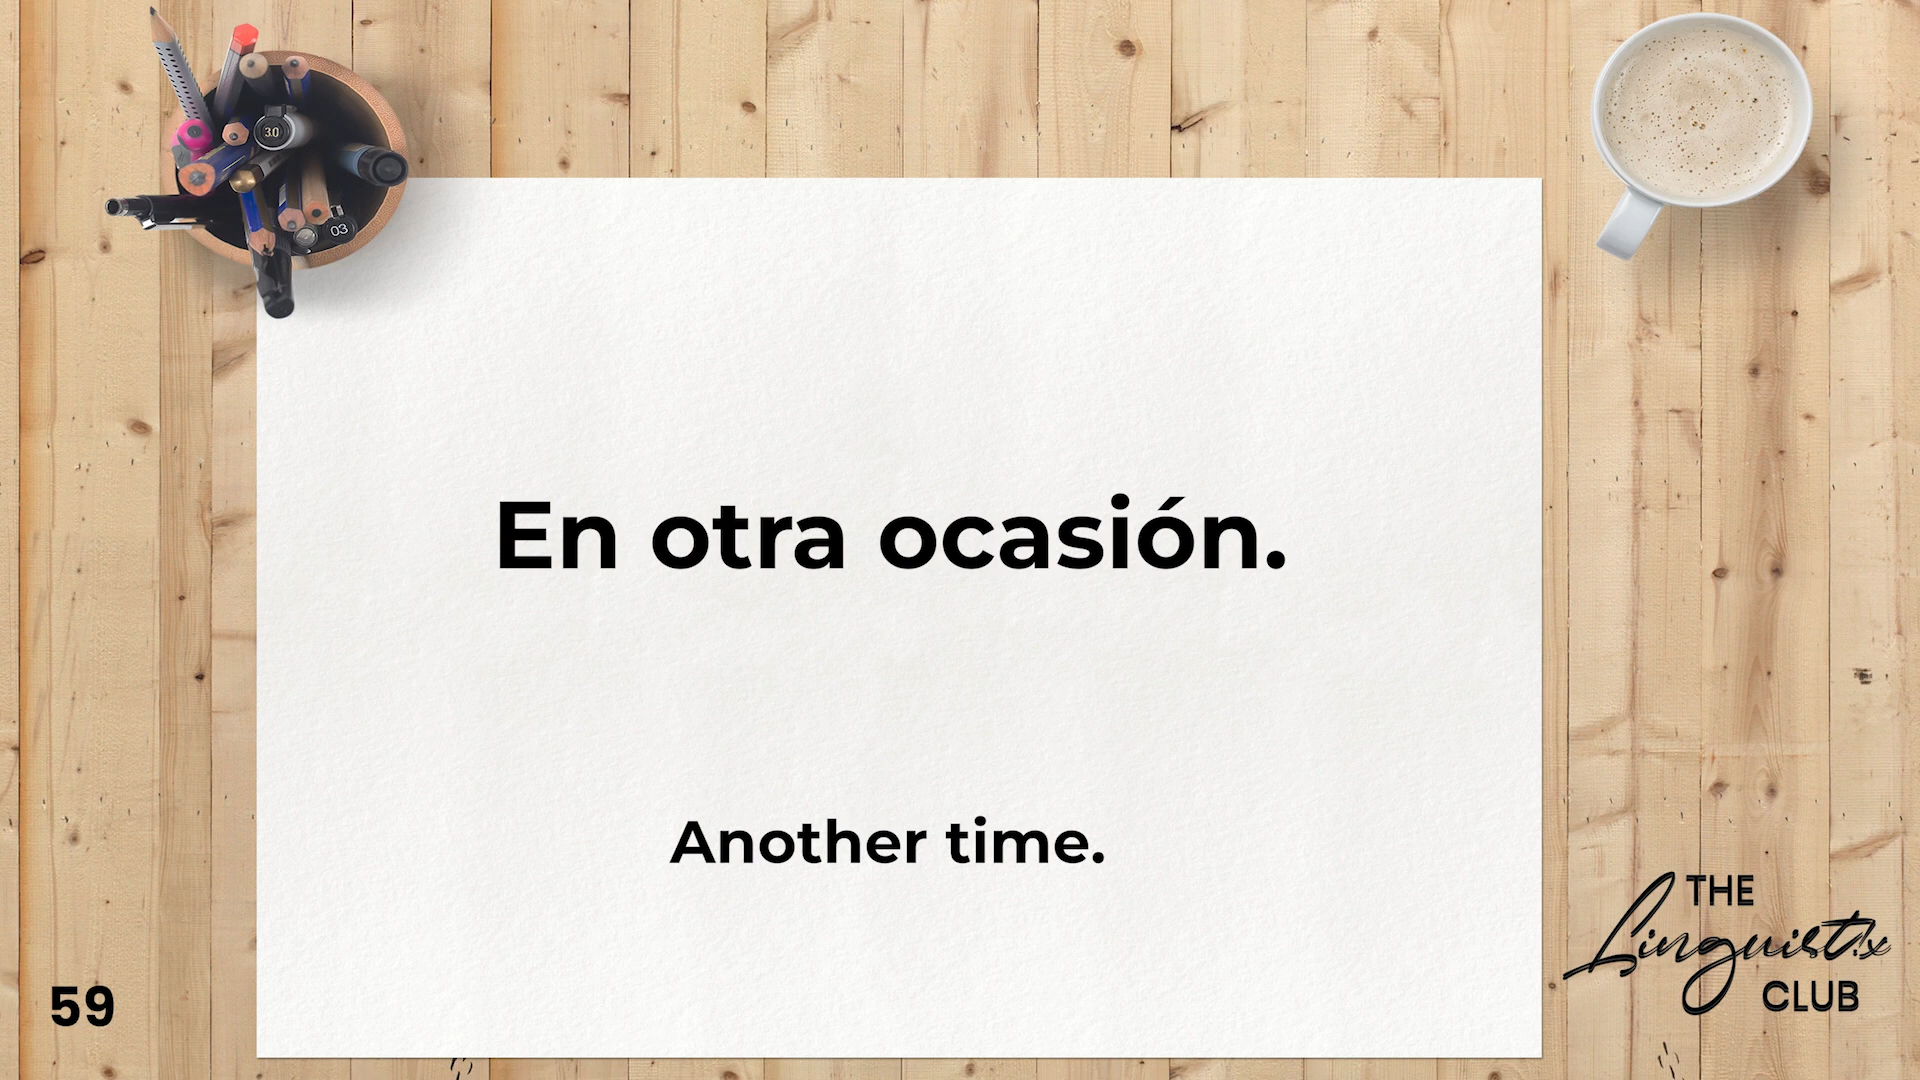 3.0
03
En otra ocasión.
Another time.
59
THE
Linguistix
CLUB